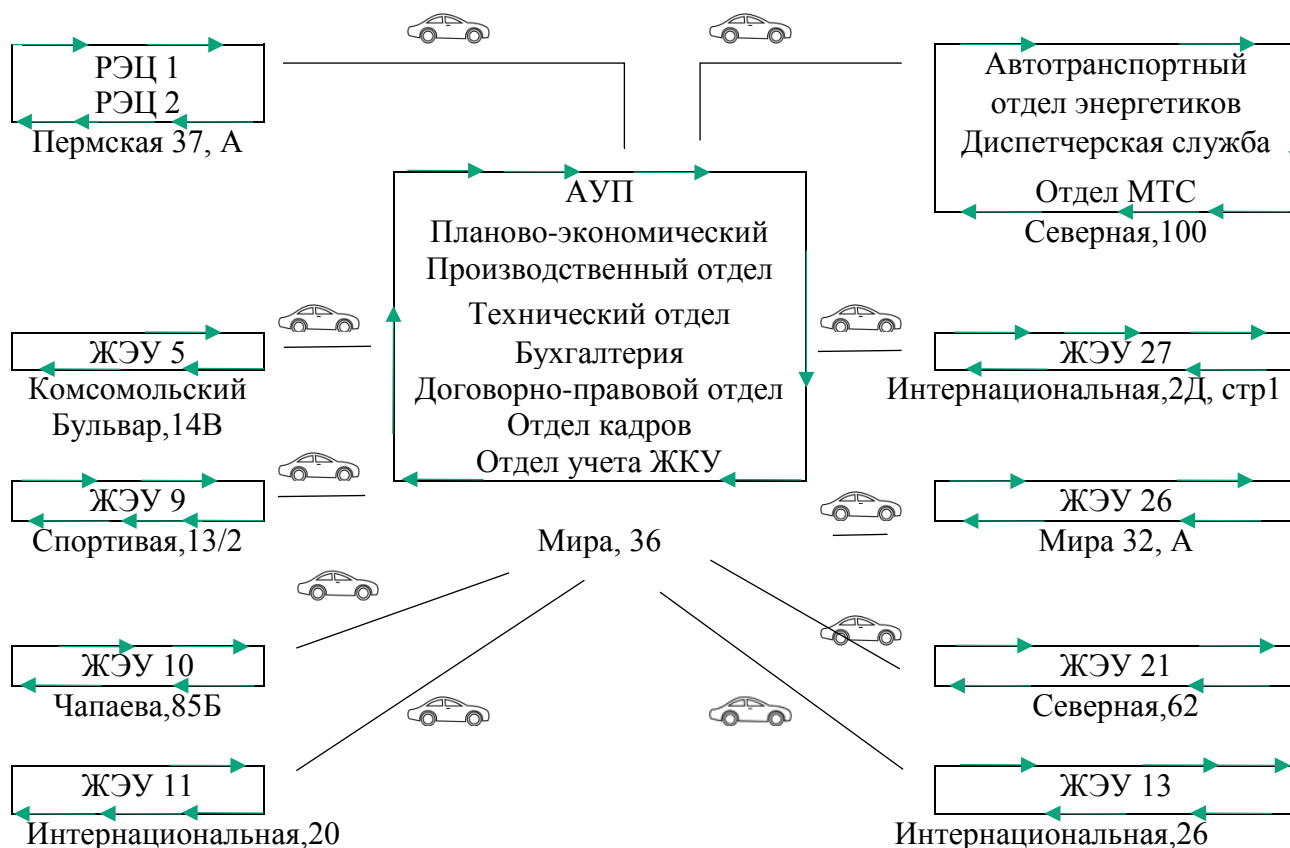 РЭЦ 1
РЭЦ 2
Пермская 37, А
Автотранспортный
отдел энергетиков
Диспетчерская служба
Отдел МТС
Северная,100
АУП
Планово-экономический
Производственный отдел
Технический отдел
Бухгалтерия
Договорно-правовой отдел
Отдел кадров
Отдел учета ЖКУ
Мира, 36
ЖЭУ 5
Комсомольский
Бульвар,14В
ЖЭУ 27
Интернациональная,2Д, стр1
ЖЭУ 9
Спортивая,13/2
ЖЭУ 26
Мира 32, А
ЖЭУ 10
Чапаева,85Б
ЖЭУ 21
Северная,62
ЖЭУ 11
Интернациональная,20
ЖЭУ 13
Интернациональная,26